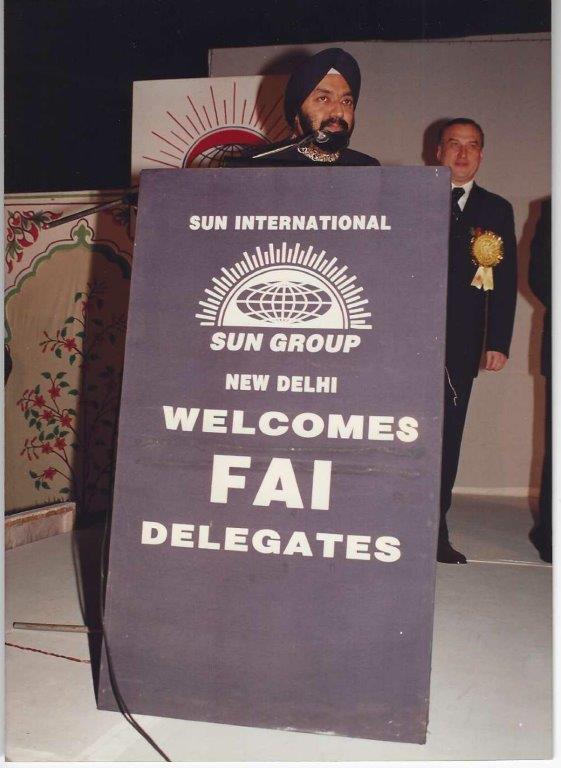 SUN INTERNATIONAL
SUN GROUP
NEW DELHI
WELCOMES
FAI
DELEGATES